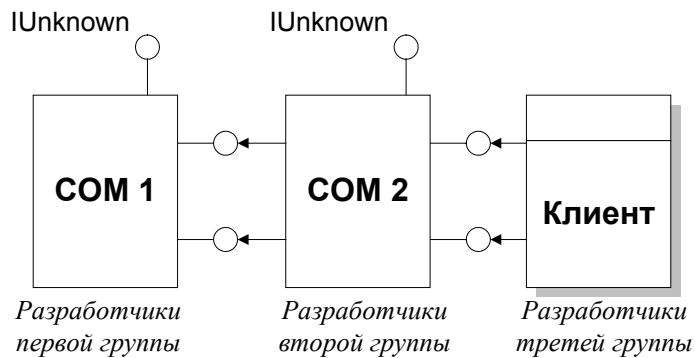 IUnknown
IUnknown
COM 1
COM 2
Клиент
Разработчики
первой группы
Разработчики
второй группы
Разработчики
третей группы